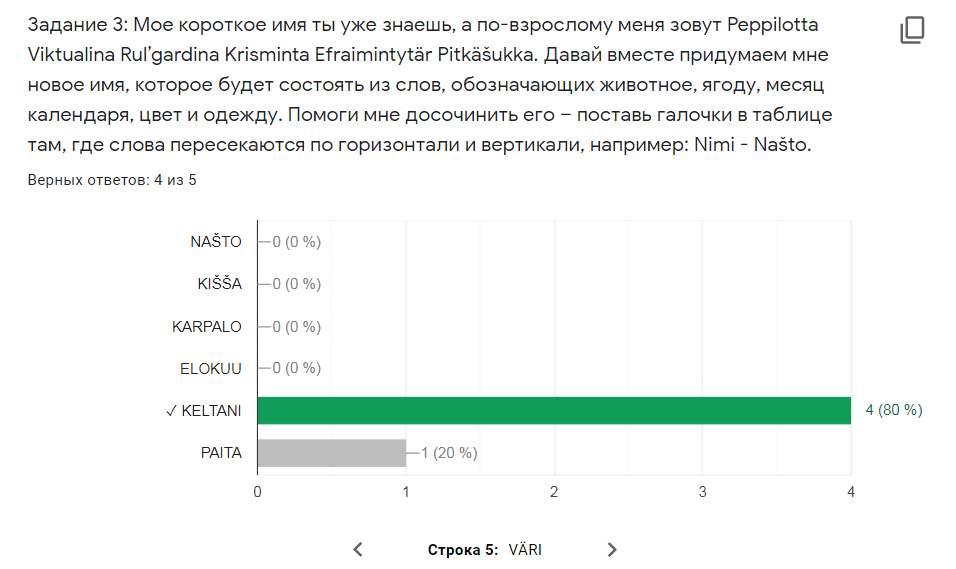 Задание 3: Мое короткое имя ты уже знаешь, а по-взрослому меня зовут Peppilotta
Viktualina Rul’gardina Krisminta Efraimintytär Pitkäšukka. Давай вместе придумаем мне
новое имя, которое будет состоять из слов, обозначающих животное, ягоду, месяц
календаря, цвет и одежду. Помоги мне досочинить его – поставь галочки в таблице
там, где слова пересекаются по горизонтали и вертикали, например: Nimi - Našto.
Верных ответов: 4 из 5
NAŠTO 0 (0 %)
KIŠŠA 0 (0 %)
KARPALO 0 (0 %)
ELOKUU 0 (0 %)
✓ KELTANI 4 (80 %)
PAITA 1 (20 %)
0 1 2 3 4
Строка 5: VÄRI